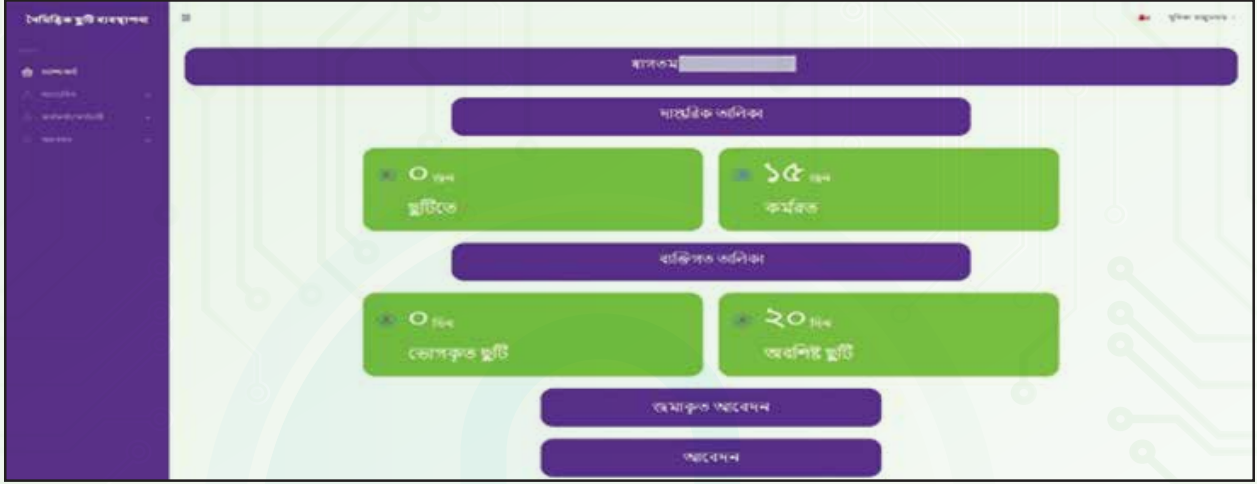 নৈমিত্তিক ছুটি ব্যবস্থাপনা
স্বাগতম
দাপ্তরিক তালিকা
০ জন
ছুটিতে
১৫ জন
কর্মরত
ব্যক্তিগত তালিকা
০ দিন
ভোগকৃত ছুটি
২০ দিন
অবশিষ্ট ছুটি
জমাকৃত আবেদন
আবেদন